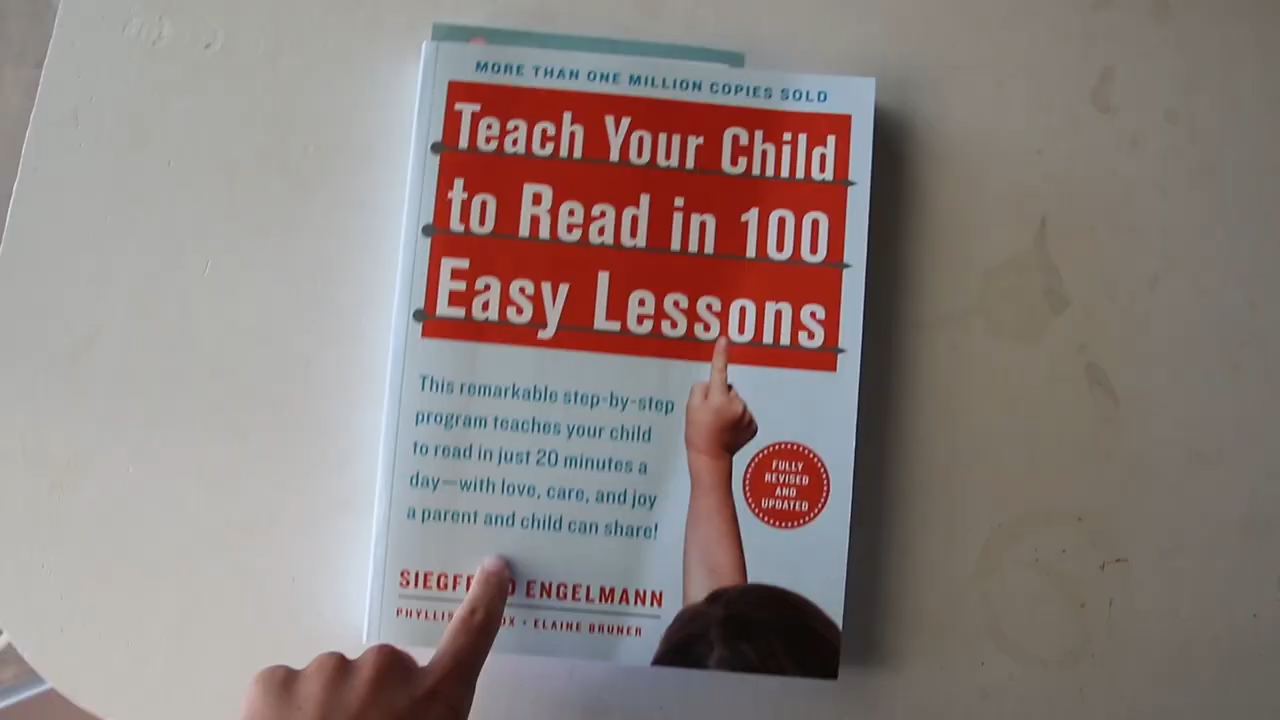 MORE THAN ONE MILLION COPIES SOLD
Teach Your Child
to Read in 100
Easy Lessons
This remarkable step-by-step
program teaches your child
to read in just 20 minutes a
day—with love, care, and joy
a parent and child can share!
FULLY
REVISED
AND
UPDATED
ENGELMANN
ELAINE BRUNER